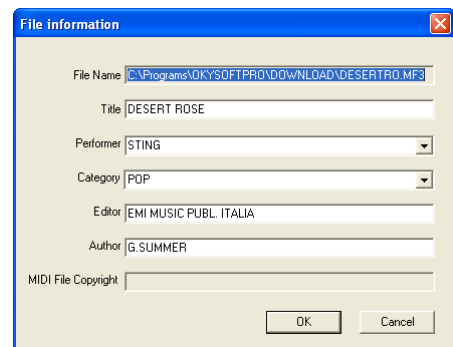 File information
File Name C:\Programs\OKYSOFTPRO\DOWNLOAD\DESERTRO.MF3
Title DESERT ROSE
Performer STING
Category POP
Editor EMI MUSIC PUBL. ITALIA
Author G.SUMMER
MIDI File Copyright
OK Cancel